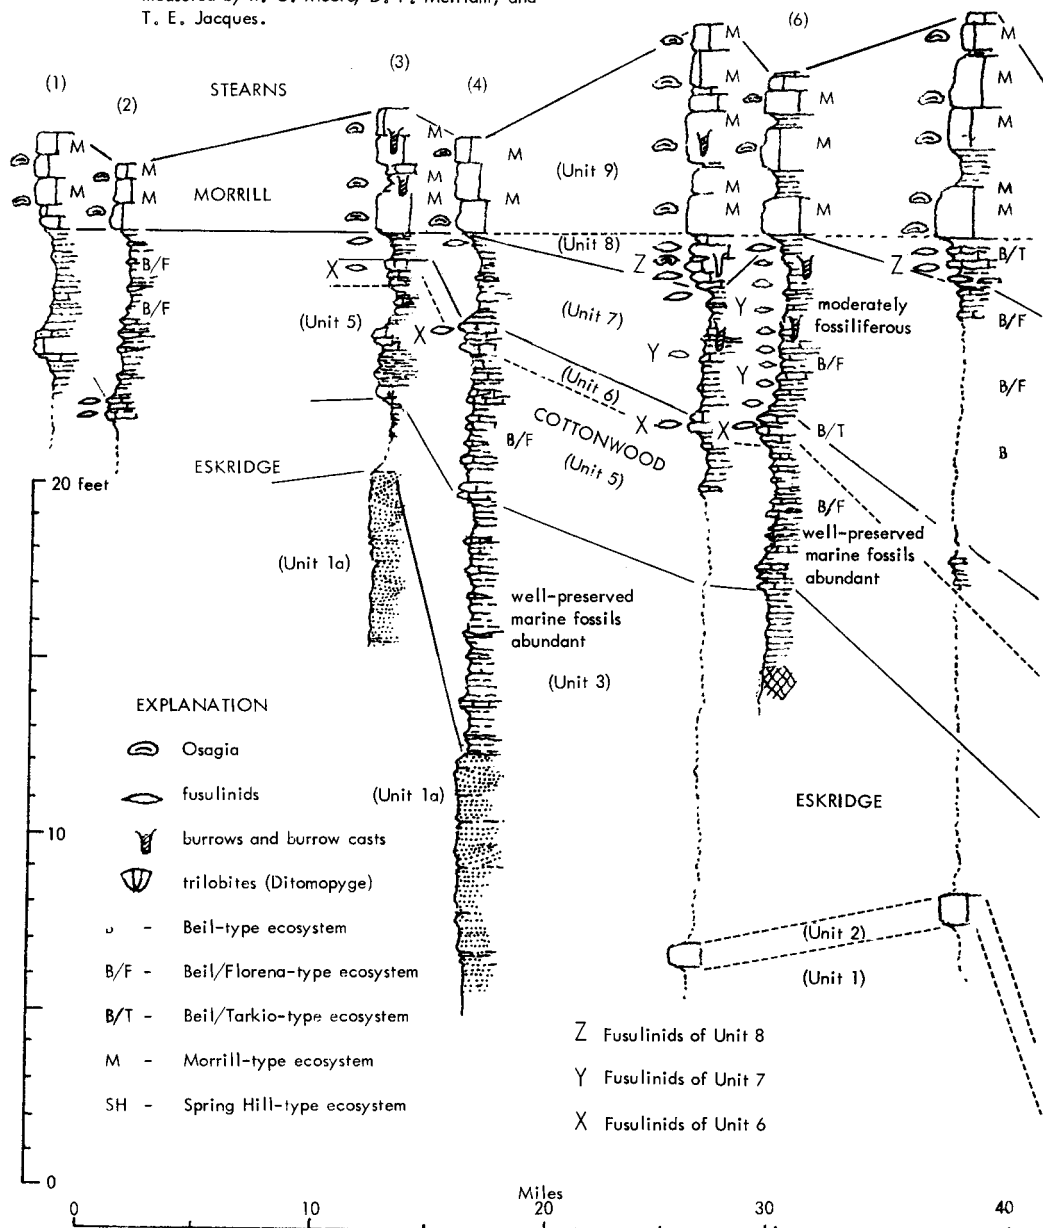 T. E. Jacques.
(1)
(2)
STEARNS
(3)
(4)
(6)
M
M
MORRILL
M
M
M
M
M
M
(Unit 9)
M
M
M
M
M
M
M
M
M
M
M
(Unit 8)
B/F
B/F
X
(Unit 5)
X
(Unit 7)
Z
Y
Y
Y
moderately
fossiliferous
Z
B/T
B/F
B/F
B/F
(Unit 6)
X
X
B/T
B
COTTONWOOD
(Unit 5)
B/F
B/F
ESKRIDGE
20 feet
(Unit 1a)
well-preserved
marine fossils
abundant
well-preserved
marine fossils
abundant
(Unit 3)
EXPLANATION
Osagia
fusulinids
(Unit 1a)
burrows and burrow casts
10
trilobites (Ditomopyge)
ESKRIDGE
- Beil-type ecosystem
B/F - Beil/Florena-type ecosystem
B/T - Beil/Tarkio-type ecosystem
M - Morrill-type ecosystem
SH - Spring Hill-type ecosystem
(Unit 2)
(Unit 1)
Z Fusulinids of Unit 8
Y Fusulinids of Unit 7
X Fusulinids of Unit 6
0
Miles
0 10 20 30 40